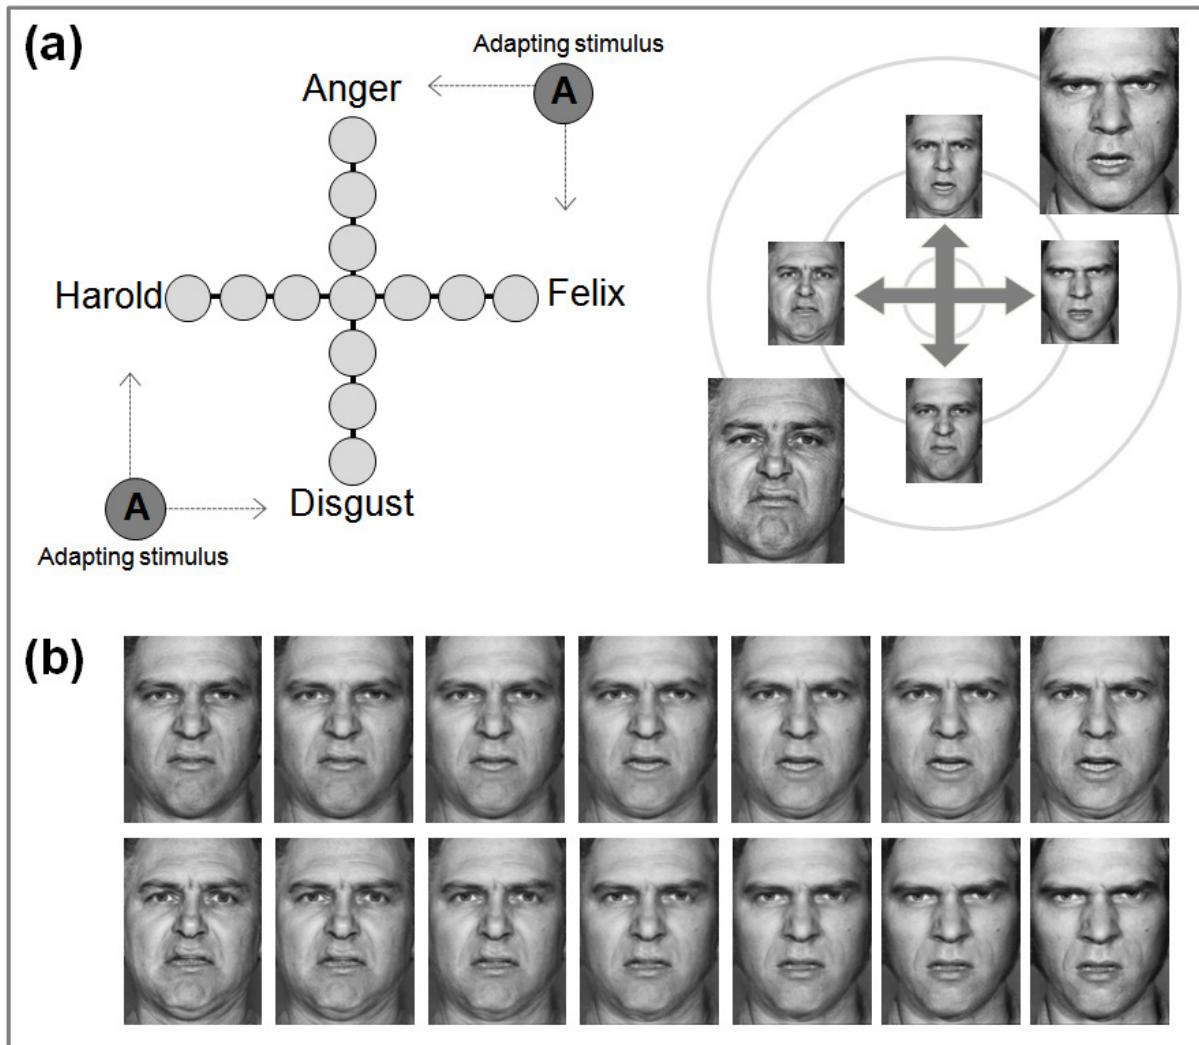 (a)
Adapting stimulus
A
Anger
Harold
Felix
A
Disgust
Adapting stimulus
(b)